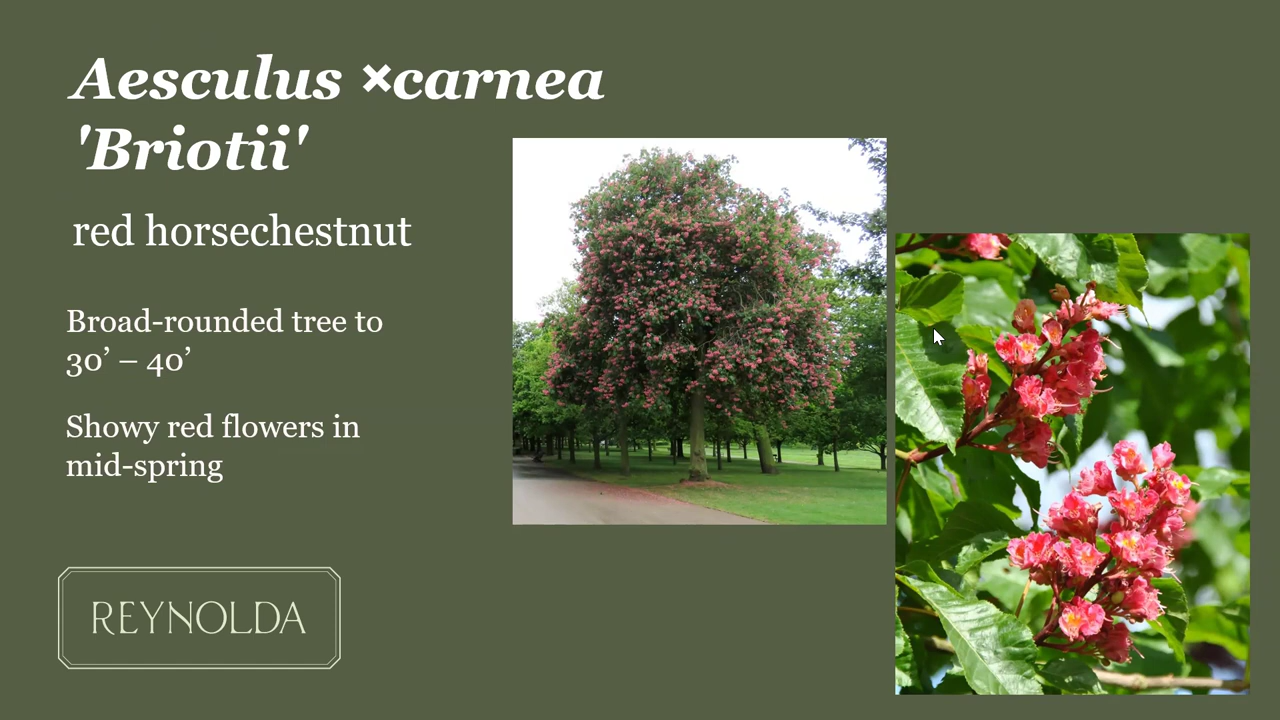 Aesculus ×carnea
'Briotii'
red horsechestnut
Broad-rounded tree to
30’ – 40’
Showy red flowers in
mid-spring
REYNOLDA